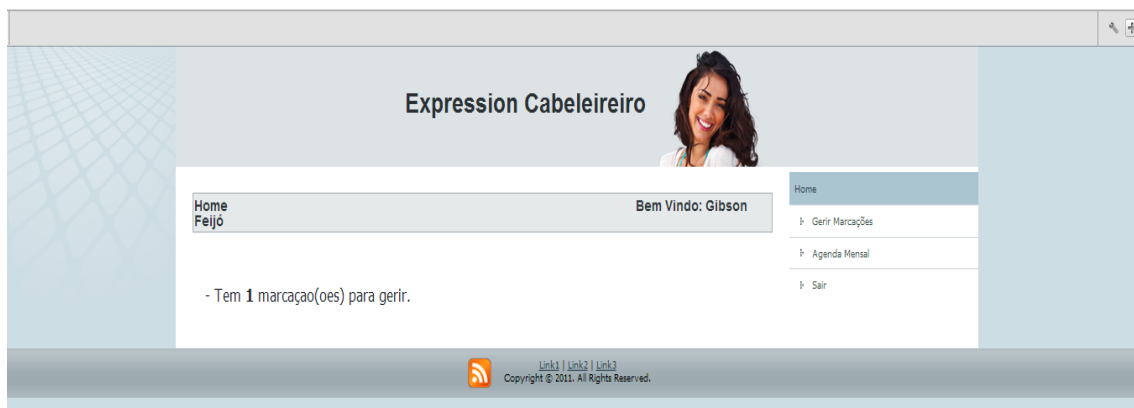 Expression Cabeleireiro
Home Bem Vindo: Gibson
Feijó
- Tem 1 marcaçao(oes) para gerir.
Home
Gerir Marcações
Agenda Mensal
Sair
Link1 | Link2 | Link3
Copyright © 2011. All Rights Reserved.